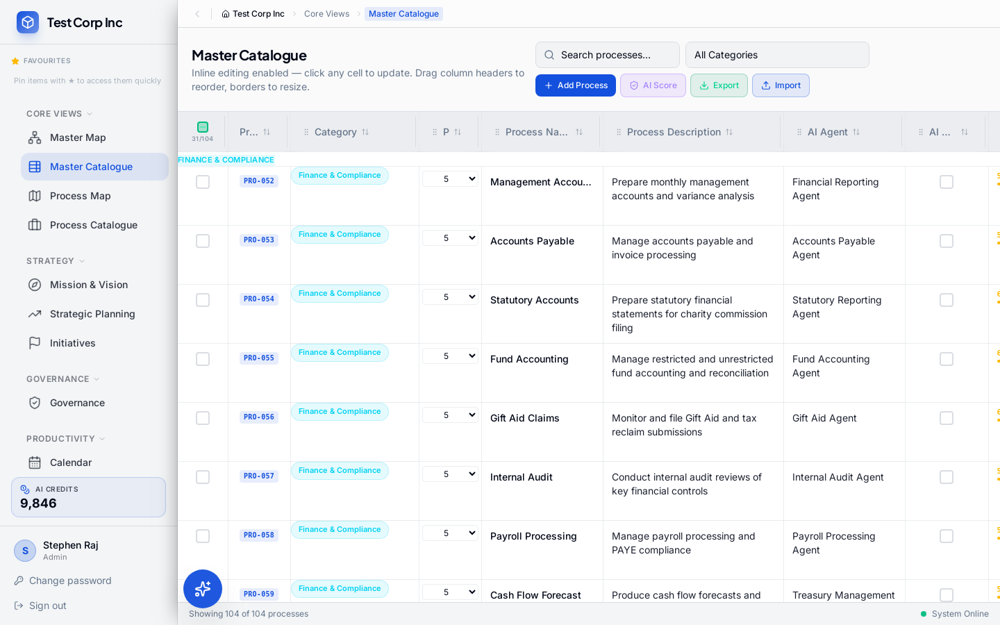 Test Corp Inc
FAVOURITES
Pin items with ★ to access them quickly
CORE VIEWS
Master Map
Master Catalogue
Process Map
Process Catalogue
STRATEGY
Mission & Vision
Strategic Planning
Initiatives
GOVERNANCE
Governance
PRODUCTIVITY
Calendar
AI CREDITS
9,846
S
Stephen Raj
Admin
Change password
Sign out
Test Corp Inc
Core Views
Master Catalogue
Master Catalogue
Inline editing enabled — click any cell to update. Drag column headers to
reorder, borders to resize.
Search processes...
All Categories
Add Process
AI Score
Export
Import
31/104
Pr...
Category
P
Process Na...
Process Description
AI Agent
AI ...
FINANCE & COMPLIANCE
PRO-052
Finance & Compliance
5
Management Accou...
Prepare monthly management
accounts and variance analysis
Financial Reporting
Agent
PRO-053
Finance & Compliance
5
Accounts Payable
Manage accounts payable and
invoice processing
Accounts Payable
Agent
PRO-054
Finance & Compliance
5
Statutory Accounts
Prepare statutory financial
statements for charity commission
filing
Statutory Reporting
Agent
PRO-055
Finance & Compliance
5
Fund Accounting
Manage restricted and unrestricted
fund accounting and reconciliation
Fund Accounting
Agent
PRO-056
Finance & Compliance
5
Gift Aid Claims
Monitor and file Gift Aid and tax
reclaim submissions
Gift Aid Agent
PRO-057
Finance & Compliance
5
Internal Audit
Conduct internal audit reviews of
key financial controls
Internal Audit Agent
PRO-058
Finance & Compliance
5
Payroll Processing
Manage payroll processing and
PAYE compliance
Payroll Processing
Agent
PRO-059
Finance & Compliance
5
Cash Flow Forecast
Produce cash flow forecasts and
Treasury Management
Showing 104 of 104 processes
System Online